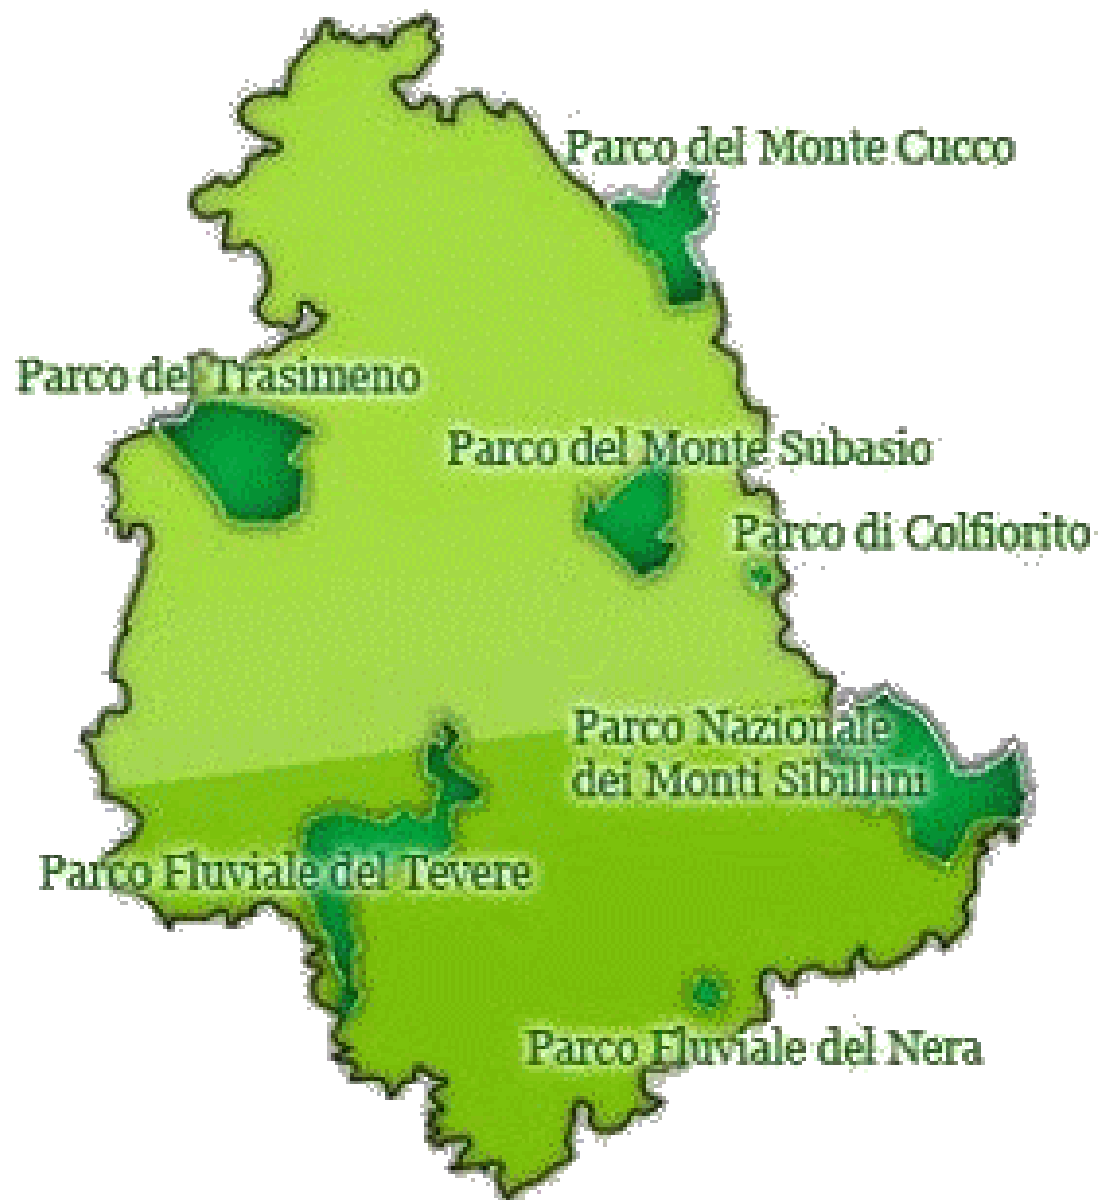 Parco del Monte Cucco
Parco del Trasimeno
Parco del Monte Subasio
Parco di Colfiorito
Parco Nazionale
dei Monti Sibillini
Parco Fluviale del Tevere
Parco Fluviale del Nera